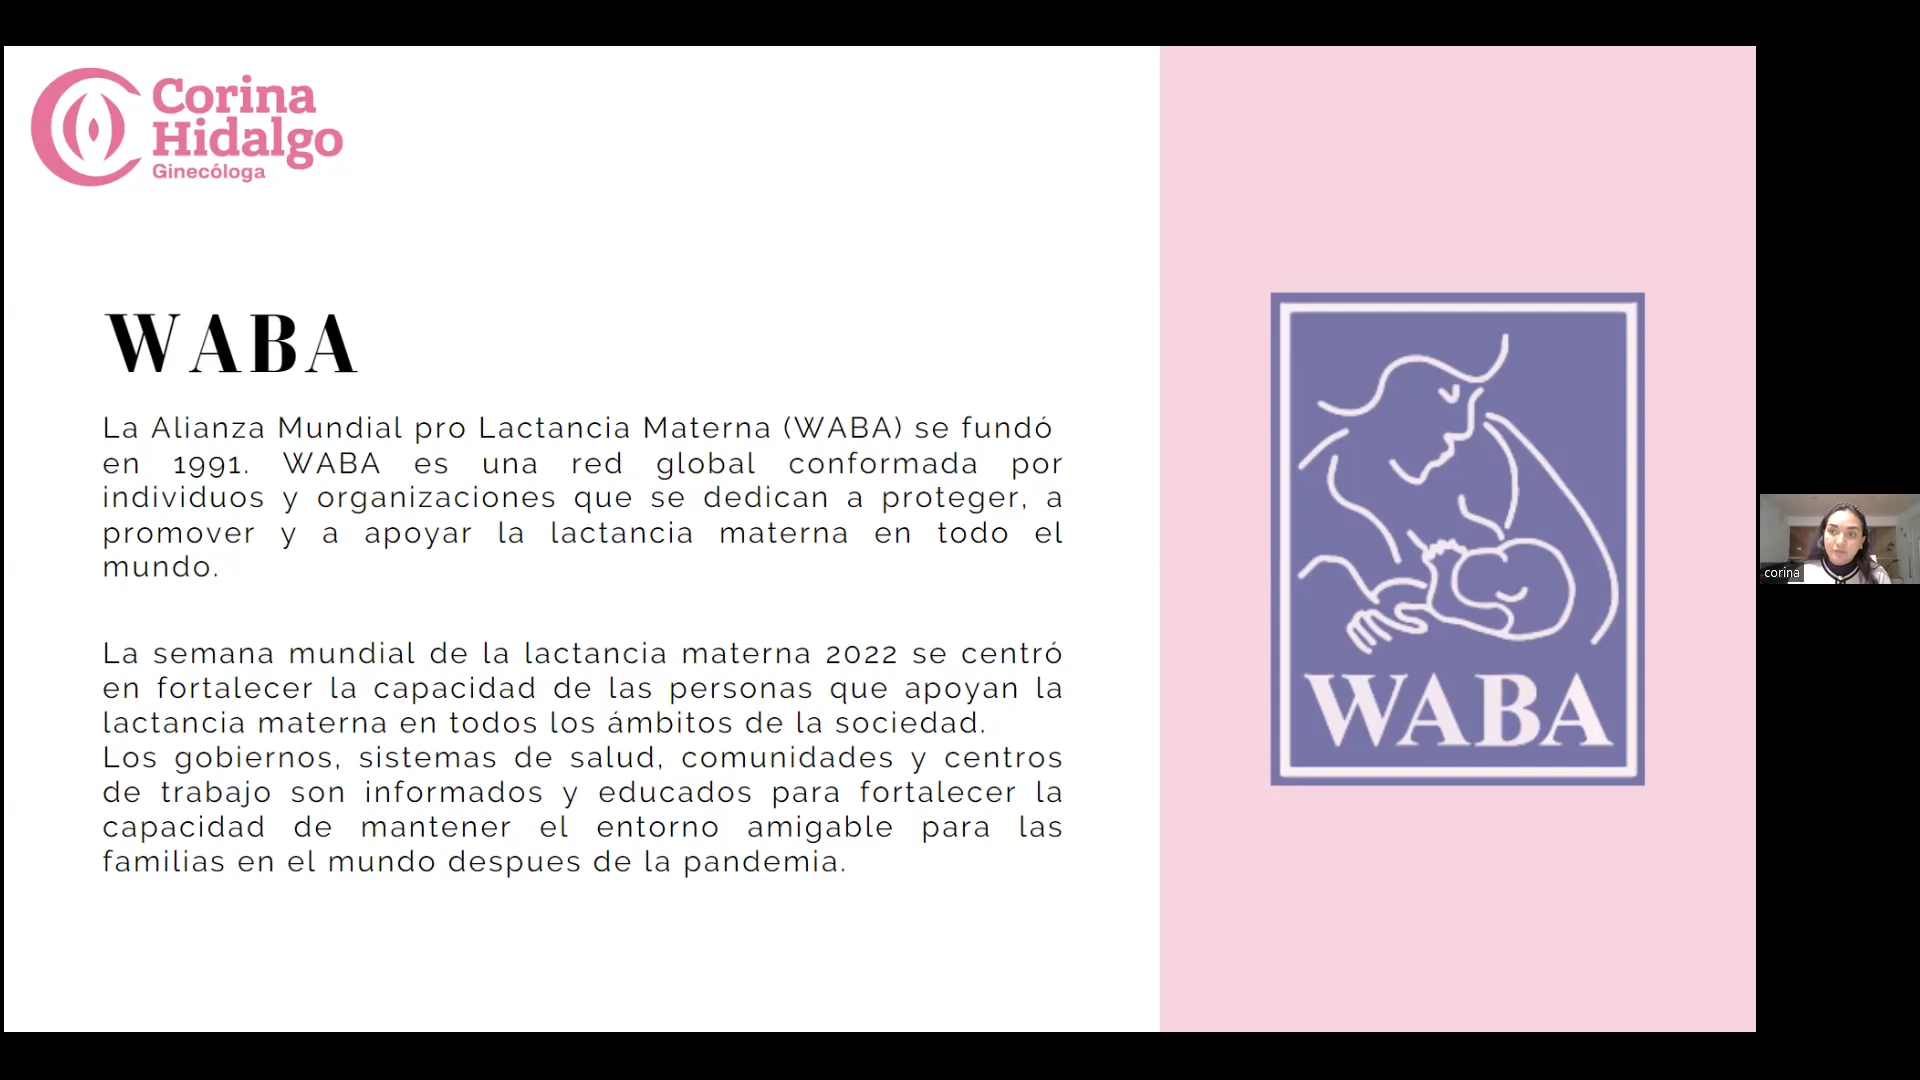 Corina
Hidalgo
Ginecóloga
WABA
La Alianza Mundial pro Lactancia Materna (WABA) se fundó
en 1991. WABA es una red global conformada por
individuos y organizaciones que se dedican a proteger, a
promover y a apoyar la lactancia materna en todo el
mundo.
La semana mundial de la lactancia materna 2022 se centró
en fortalecer la capacidad de las personas que apoyan la
lactancia materna en todos los ámbitos de la sociedad.
Los gobiernos, sistemas de salud, comunidades y centros
de trabajo son informados y educados para fortalecer la
capacidad de mantener el entorno amigable para las
familias en el mundo despues de la pandemia.
WABA
corina